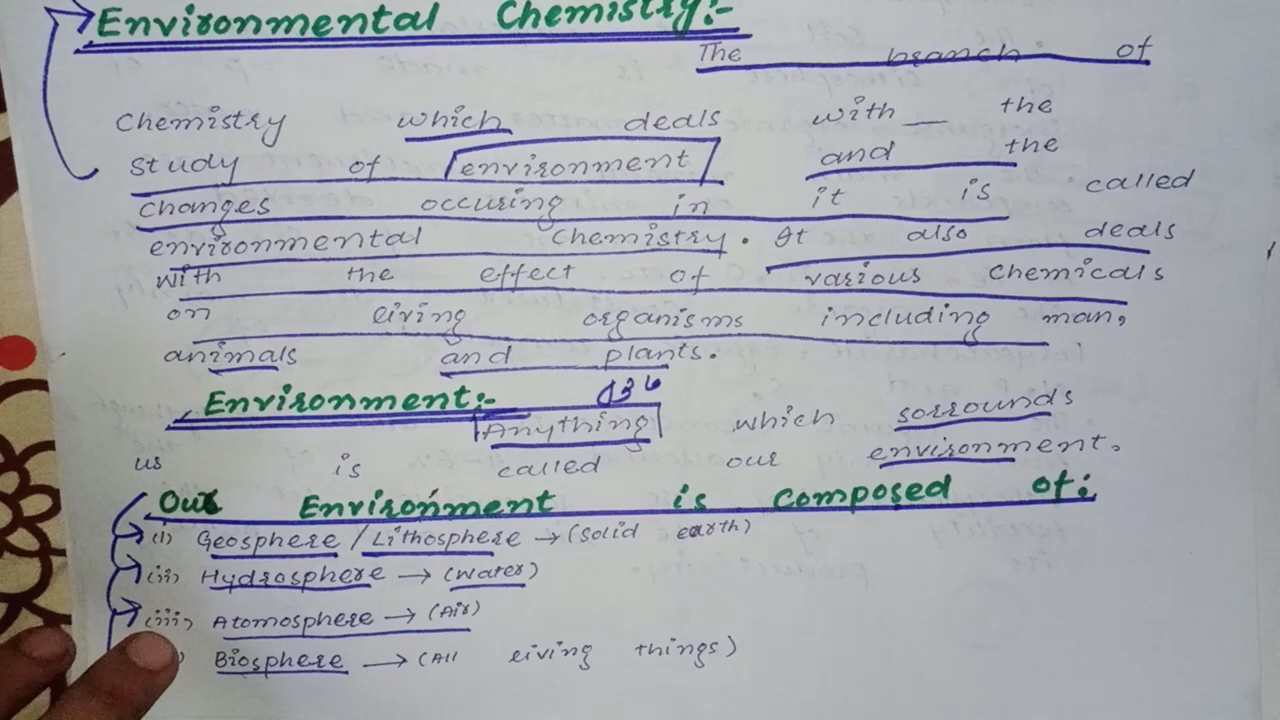 Environmental Chemistry:-
The branch of
Chemistry which deals with the
study of environment and the
changes occuring in it is called
environmental chemistry. It also deals
with the effect of various chemicals
on living organisms including man,
animals and plants.
Environment:-
Anything which sorrounds
us is called our environment.
Our Environment is composed of:
(i) Geosphere / Lithosphere → (Solid earth)
(ii) Hydrosphere → (Water)
(iii) Atomosphere → (Air)
) Biosphere → (All living things)